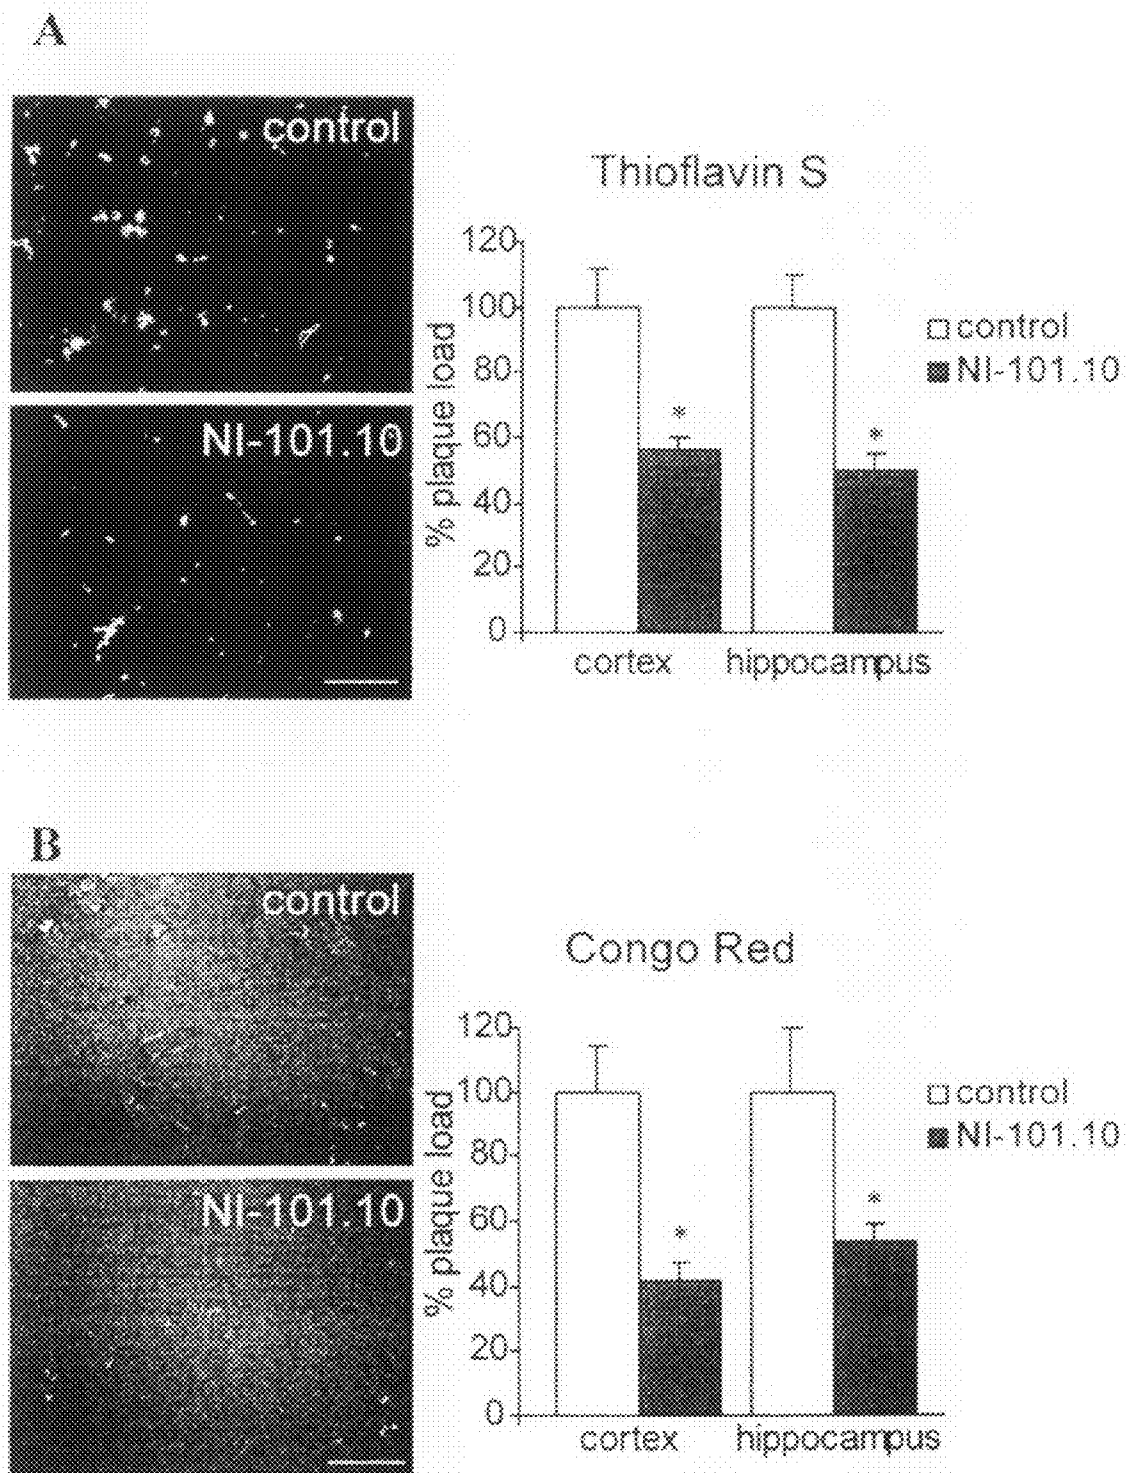 A
control
NI-101.10
Thioflavin S
% plaque load
120
100
80
60
40
20
0
*
*
cortex
hippocampus
control
NI-101.10
B
control
NI-101.10
Congo Red
% plaque load
120
100
80
60
40
20
0
*
*
cortex
hippocampus
control
NI-101.10